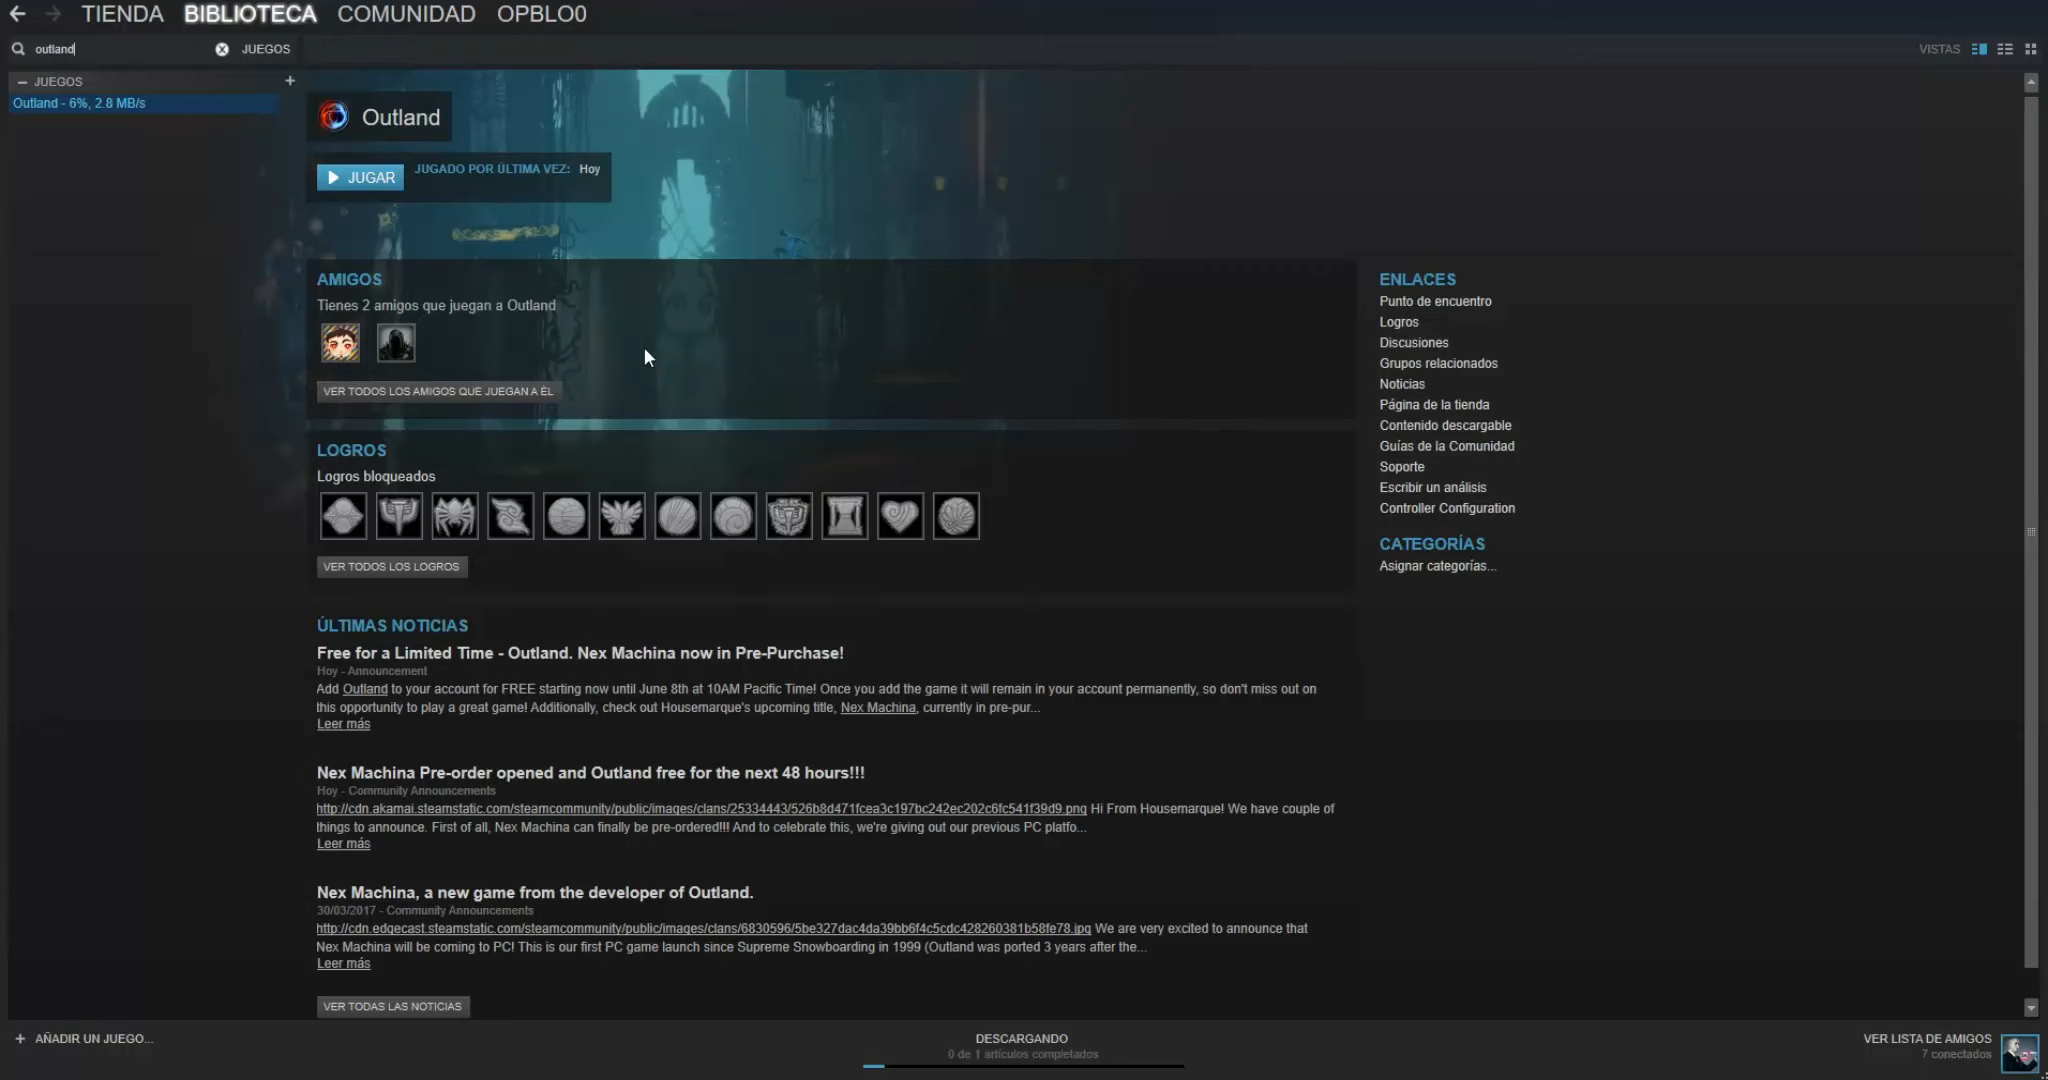 TIENDA BIBLIOTECA COMUNIDAD OPBLO0
outland JUEGOS VISTAS
– JUEGOS +
Outland - 6%, 2.8 MB/s
Outland
JUGAR JUGADO POR ÚLTIMA VEZ: Hoy
AMIGOS
Tienes 2 amigos que juegan a Outland
VER TODOS LOS AMIGOS QUE JUEGAN A ÉL
LOGROS
Logros bloqueados
VER TODOS LOS LOGROS
ÚLTIMAS NOTICIAS
Free for a Limited Time - Outland. Nex Machina now in Pre-Purchase!
Hoy - Announcement
Add Outland to your account for FREE starting now until June 8th at 10AM Pacific Time! Once you add the game it will remain in your account permanently, so don't miss out on
this opportunity to play a great game! Additionally, check out Housemarque's upcoming title, Nex Machina, currently in pre-pur...
Leer más
Nex Machina Pre-order opened and Outland free for the next 48 hours!!!
Hoy - Community Announcements
http://cdn.akamai.steamstatic.com/steamcommunity/public/images/clans/25334443/526b8d471fcea3c197bc242ec202c6fc541f39d9.png Hi From Housemarque! We have couple of
things to announce. First of all, Nex Machina can finally be pre-ordered!!! And to celebrate this, we're giving out our previous PC platfo...
Leer más
Nex Machina, a new game from the developer of Outland.
30/03/2017 - Community Announcements
http://cdn.edgecast.steamstatic.com/steamcommunity/public/images/clans/6830596/5be327dac4da39bb6f4c5cdc428260381b58fe78.jpg We are very excited to announce that
Nex Machina will be coming to PC! This is our first PC game launch since Supreme Snowboarding in 1999 (Outland was ported 3 years after the...
Leer más
VER TODAS LAS NOTICIAS
ENLACES
Punto de encuentro
Logros
Discusiones
Grupos relacionados
Noticias
Página de la tienda
Contenido descargable
Guías de la Comunidad
Soporte
Escribir un análisis
Controller Configuration
CATEGORÍAS
Asignar categorías...
+ AÑADIR UN JUEGO...
DESCARGANDO
0 de 1 artículos completados
VER LISTA DE AMIGOS
7 conectados